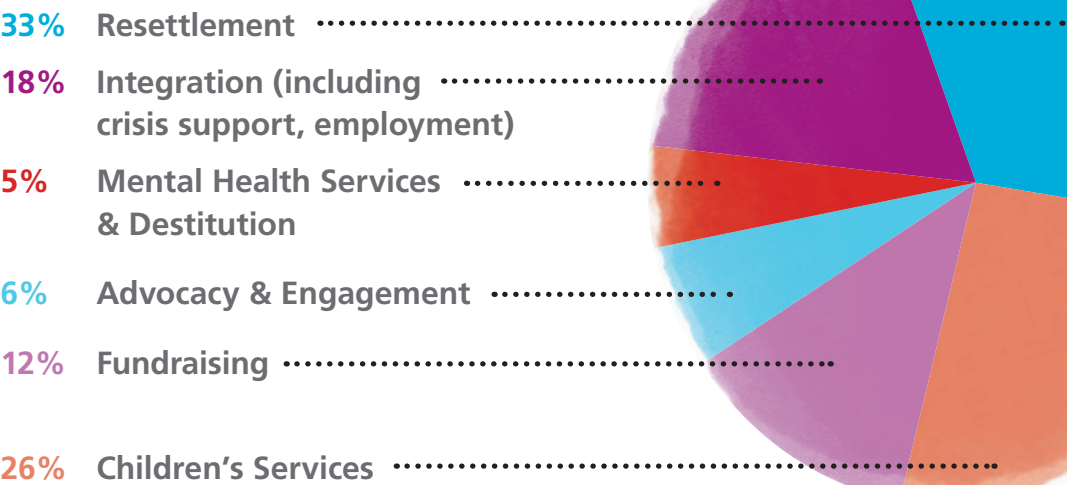 33% Resettlement
18% Integration (including
crisis support, employment)
5% Mental Health Services
& Destitution
6% Advocacy & Engagement
12% Fundraising
26% Children’s Services